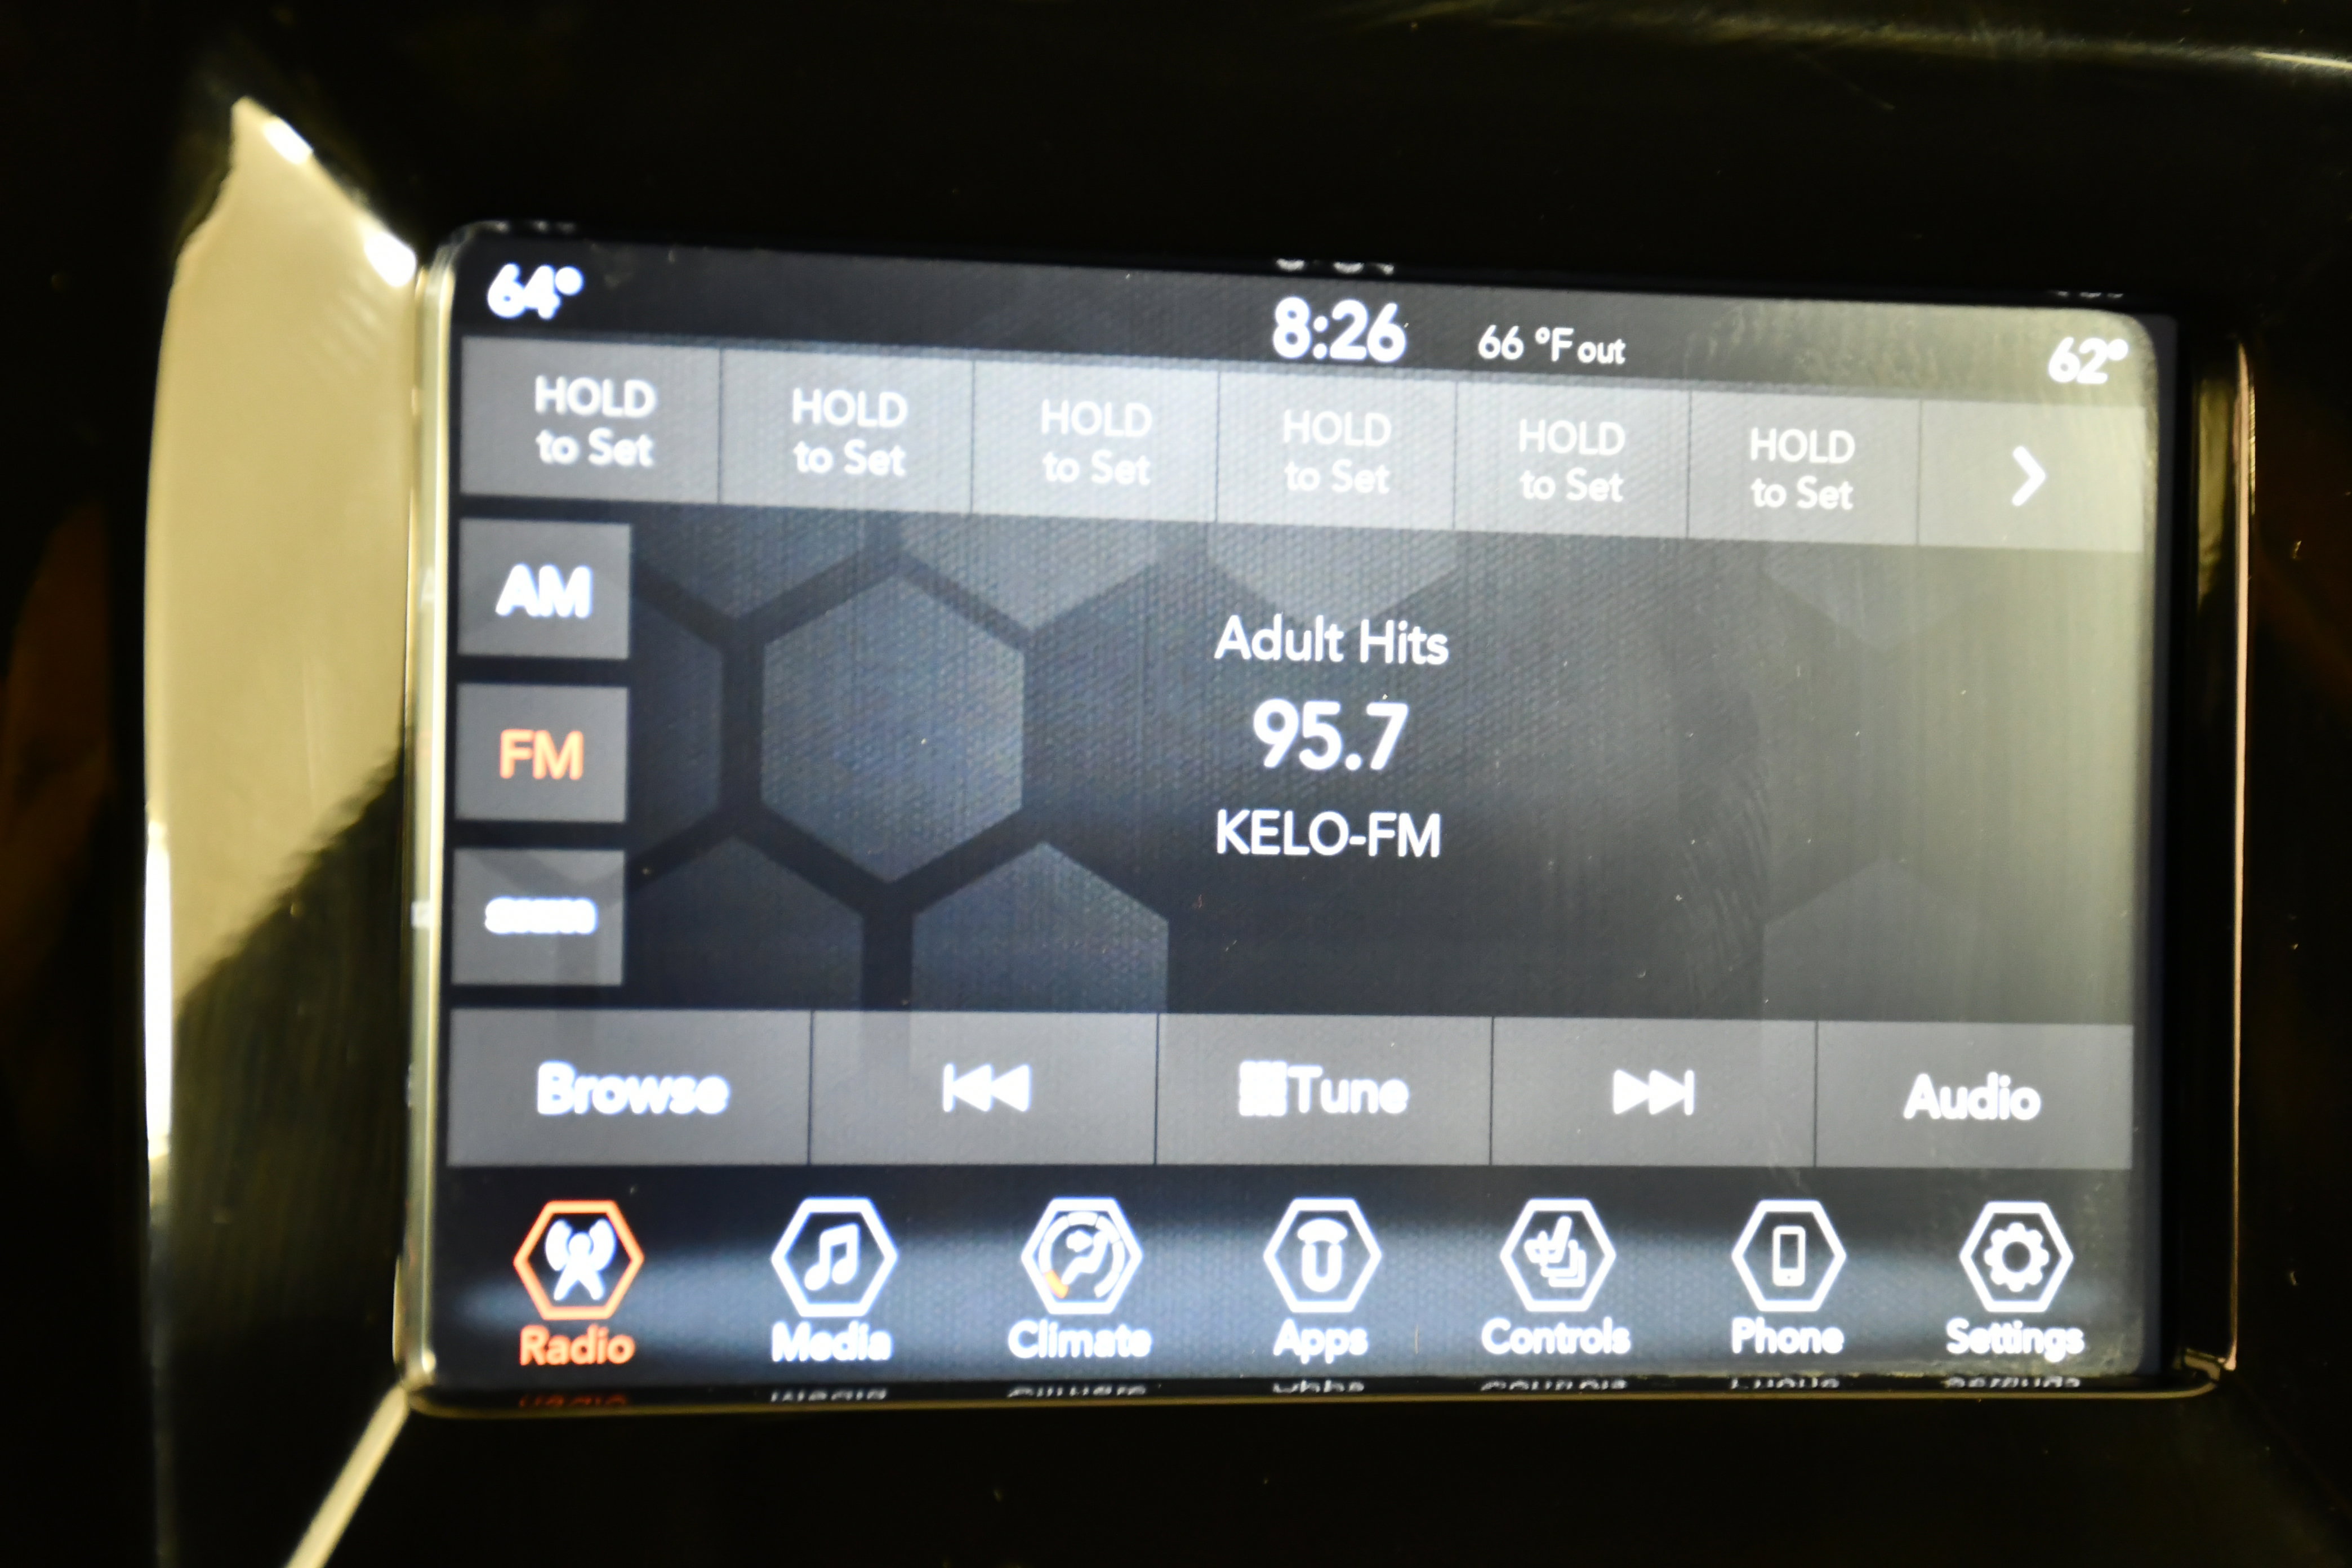 64° 8:26 66 °F out 62°
HOLD to Set
HOLD to Set
HOLD to Set
HOLD to Set
HOLD to Set
HOLD to Set
AM
FM
Adult Hits
95.7
KELO-FM
Browse Tune Audio
Radio Media Climate Apps Controls Phone Settings